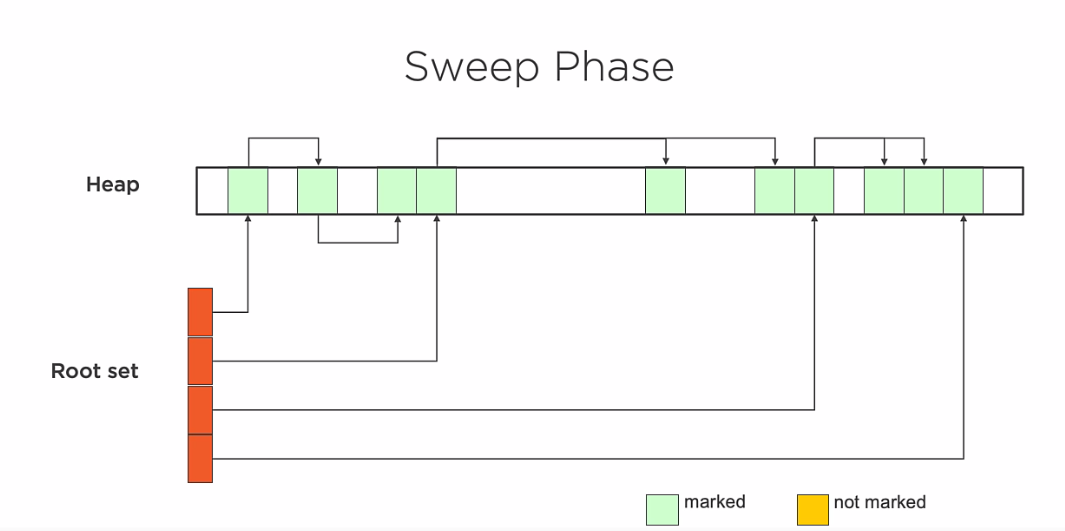 Sweep Phase
Heap
Root set
marked
not marked